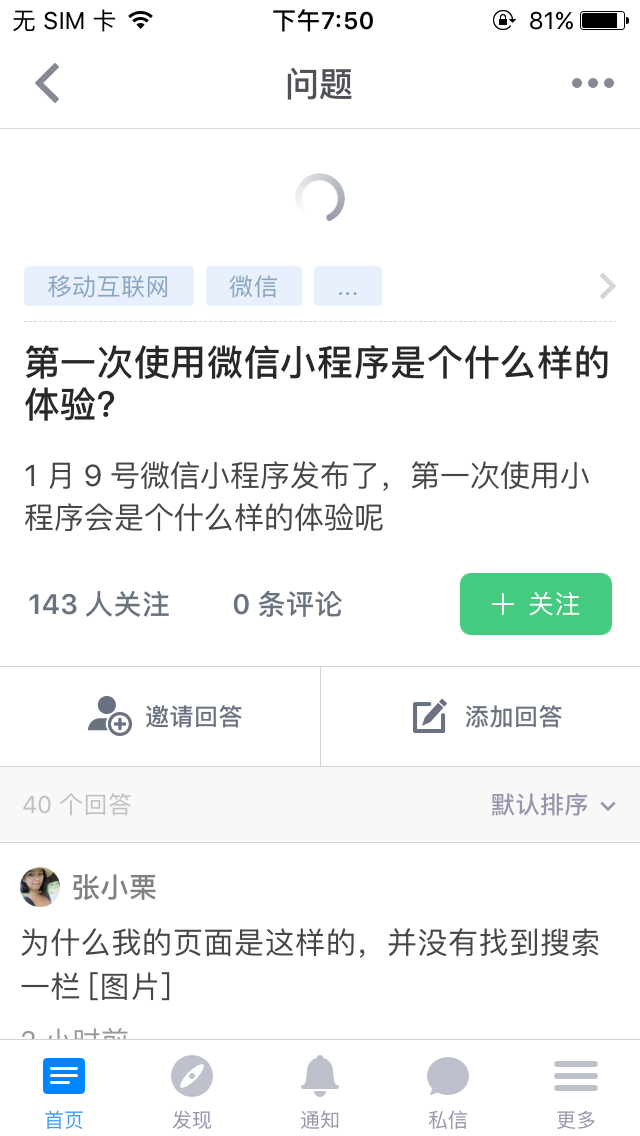 无 SIM 卡 下午7:50 81%
问题
移动互联网 微信 ...
第一次使用微信小程序是个什么样的
体验?
1 月 9 号微信小程序发布了，第一次使用小
程序会是个什么样的体验呢
143 人关注 0 条评论 + 关注
邀请回答 添加回答
40 个回答 默认排序
张小栗
为什么我的页面是这样的，并没有找到搜索
一栏 [图片]
小时前
首页 发现 通知 私信 更多